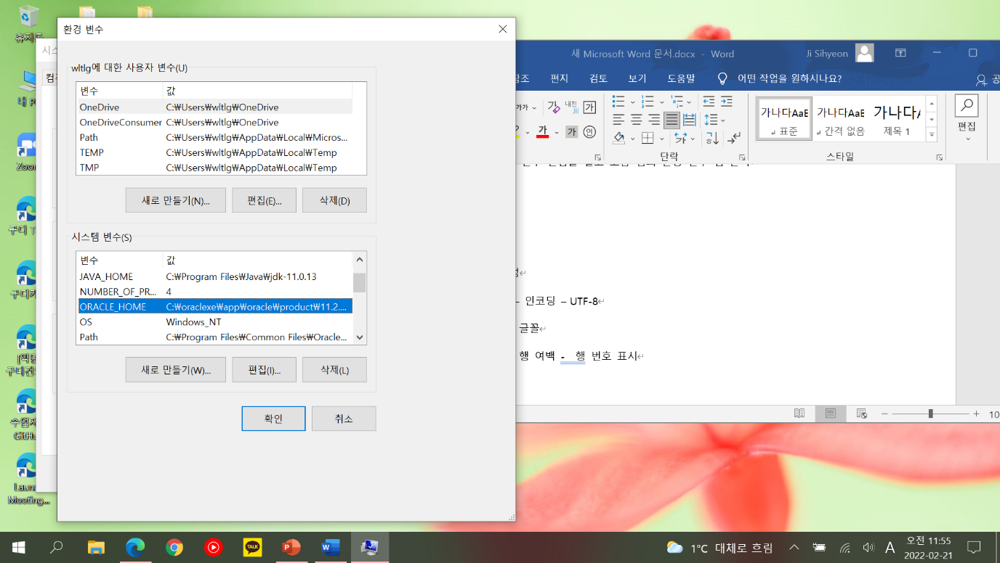 환경 변수
wltlg에 대한 사용자 변수(U)
변수 값
OneDrive C:₩Users₩wltlg₩OneDrive
OneDriveConsumer C:₩Users₩wltlg₩OneDrive
Path C:₩Users₩wltlg₩AppData₩Local₩Micros...
TEMP C:₩Users₩wltlg₩AppData₩Local₩Temp
TMP C:₩Users₩wltlg₩AppData₩Local₩Temp
새로 만들기(N)... 편집(E)... 삭제(D)
시스템 변수(S)
변수 값
JAVA_HOME C:₩Program Files₩Java₩jdk-11.0.13
NUMBER_OF_PR... 4
ORACLE_HOME C:₩oraclexe₩app₩oracle₩product₩11.2....
OS Windows_NT
Path C:₩Program Files₩Common Files₩Oracle...
새로 만들기(W)... 편집(I)... 삭제(L)
확인 취소
새 Microsoft Word 문서.docx - Word
Ji Sihyeon
참조 편지 검토 보기 도움말 어떤 작업을 원하시나요?
가나다AaE 가나다AaE 가나다A
표준 간격 없음 제목 1
편집
단락 스타일
– 인코딩 – UTF-8
글꼴
행 여백 - 행 번호 표시
휴지통
내 PC
Zoom
Meeting...
TALK
1°C 대체로 흐림
A
오전 11:55
2022-02-21